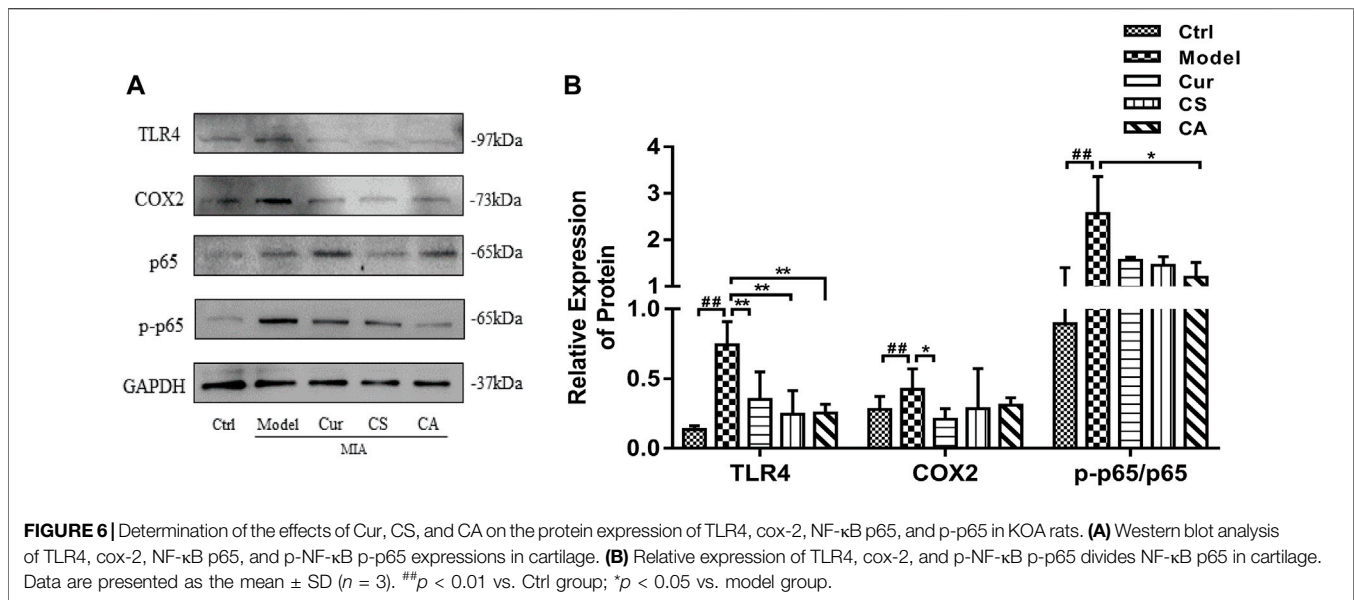 A
TLR4
-97kDa
COX2
-73kDa
p65
-65kDa
p-p65
-65kDa
GAPDH
-37kDa
Ctrl Model Cur CS CA
MIA
B
Ctrl
Model
Cur
CS
CA
Relative Expression
of Protein
4
3
2
1
1.0
0.5
0.0
## ** ** **
## *
## *
TLR4 COX2 p-p65/p65
FIGURE 6 | Determination of the effects of Cur, CS, and CA on the protein expression of TLR4, cox-2, NF-κB p65, and p-p65 in KOA rats. (A) Western blot analysis
of TLR4, cox-2, NF-κB p65, and p-NF-κB p-p65 expressions in cartilage. (B) Relative expression of TLR4, cox-2, and p-NF-κB p-p65 divides NF-κB p65 in cartilage.
Data are presented as the mean ± SD (n = 3). ##p < 0.01 vs. Ctrl group; *p < 0.05 vs. model group.